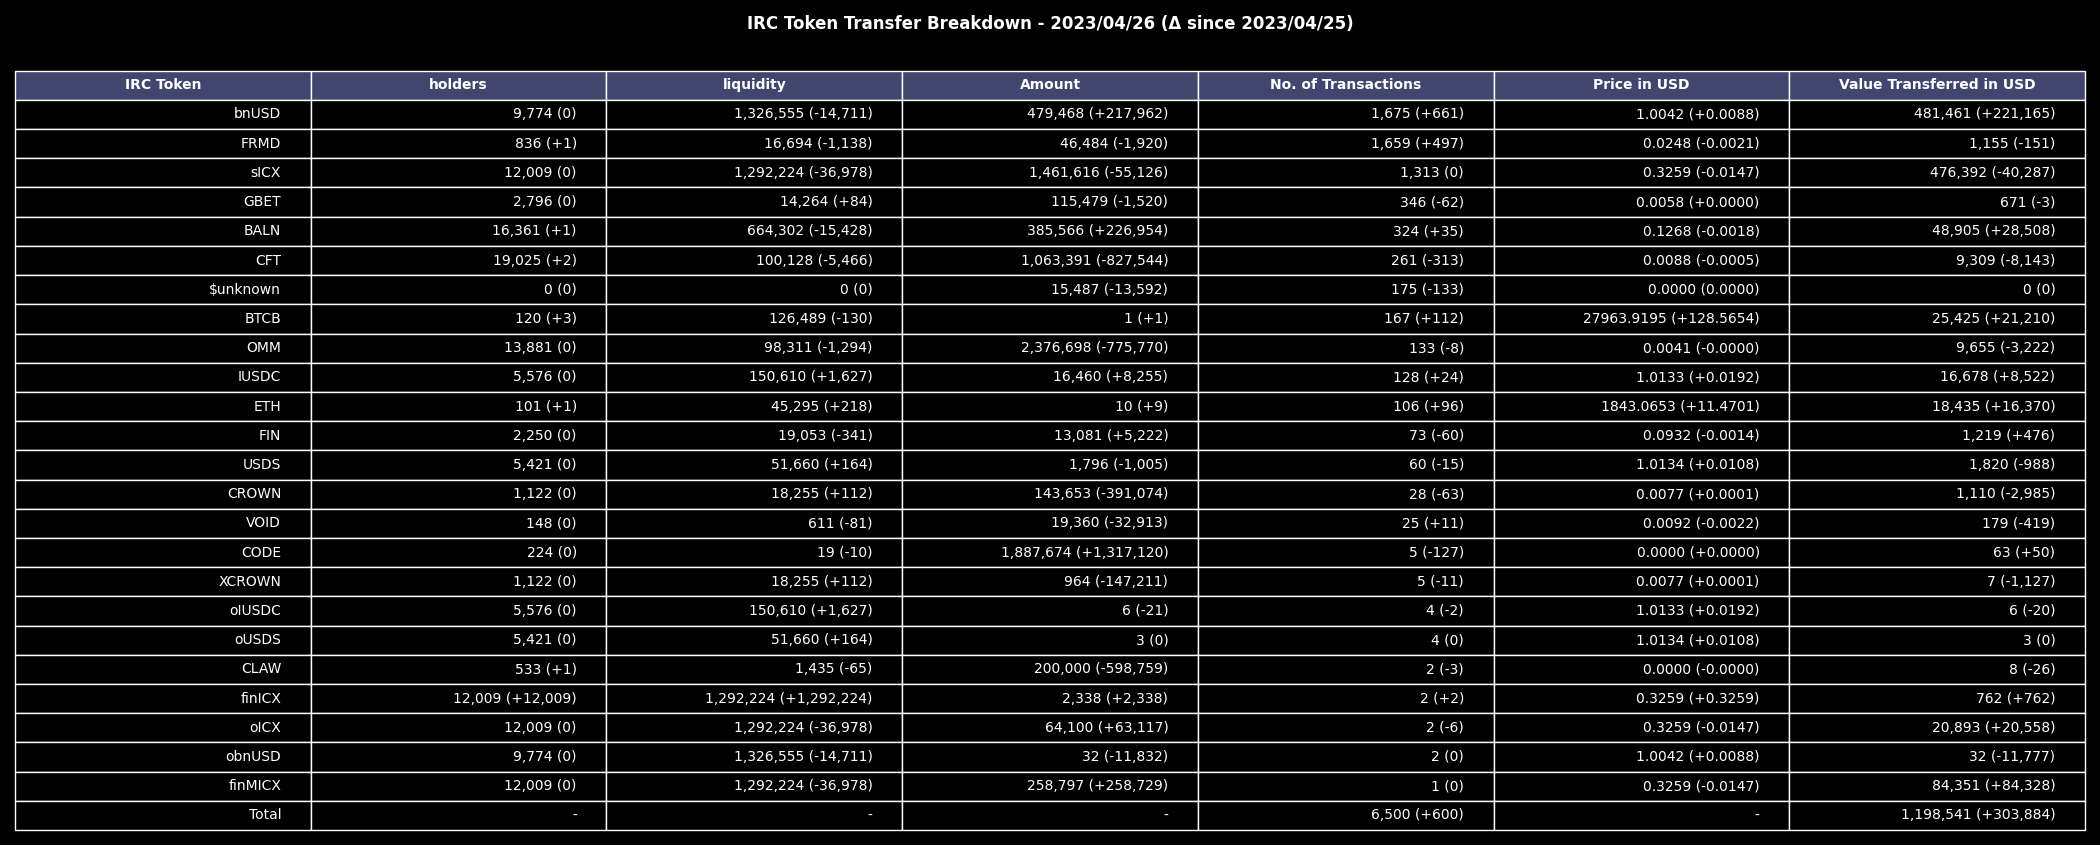 IRC Token Transfer Breakdown - 2023/04/26 (Δ since 2023/04/25)
IRC Token holders liquidity Amount No. of Transactions Price in USD Value Transferred in USD
bnUSD 9,774 (0) 1,326,555 (-14,711) 479,468 (+217,962) 1,675 (+661) 1.0042 (+0.0088) 481,461 (+221,165)
FRMD 836 (+1) 16,694 (-1,138) 46,484 (-1,920) 1,659 (+497) 0.0248 (-0.0021) 1,155 (-151)
sICX 12,009 (0) 1,292,224 (-36,978) 1,461,616 (-55,126) 1,313 (0) 0.3259 (-0.0147) 476,392 (-40,287)
GBET 2,796 (0) 14,264 (+84) 115,479 (-1,520) 346 (-62) 0.0058 (+0.0000) 671 (-3)
BALN 16,361 (+1) 664,302 (-15,428) 385,566 (+226,954) 324 (+35) 0.1268 (-0.0018) 48,905 (+28,508)
CFT 19,025 (+2) 100,128 (-5,466) 1,063,391 (-827,544) 261 (-313) 0.0088 (-0.0005) 9,309 (-8,143)
$unknown 0 (0) 0 (0) 15,487 (-13,592) 175 (-133) 0.0000 (0.0000) 0 (0)
BTCB 120 (+3) 126,489 (-130) 1 (+1) 167 (+112) 27963.9195 (+128.5654) 25,425 (+21,210)
OMM 13,881 (0) 98,311 (-1,294) 2,376,698 (-775,770) 133 (-8) 0.0041 (-0.0000) 9,655 (-3,222)
IUSDC 5,576 (0) 150,610 (+1,627) 16,460 (+8,255) 128 (+24) 1.0133 (+0.0192) 16,678 (+8,522)
ETH 101 (+1) 45,295 (+218) 10 (+9) 106 (+96) 1843.0653 (+11.4701) 18,435 (+16,370)
FIN 2,250 (0) 19,053 (-341) 13,081 (+5,222) 73 (-60) 0.0932 (-0.0014) 1,219 (+476)
USDS 5,421 (0) 51,660 (+164) 1,796 (-1,005) 60 (-15) 1.0134 (+0.0108) 1,820 (-988)
CROWN 1,122 (0) 18,255 (+112) 143,653 (-391,074) 28 (-63) 0.0077 (+0.0001) 1,110 (-2,985)
VOID 148 (0) 611 (-81) 19,360 (-32,913) 25 (+11) 0.0092 (-0.0022) 179 (-419)
CODE 224 (0) 19 (-10) 1,887,674 (+1,317,120) 5 (-127) 0.0000 (+0.0000) 63 (+50)
XCROWN 1,122 (0) 18,255 (+112) 964 (-147,211) 5 (-11) 0.0077 (+0.0001) 7 (-1,127)
oIUSDC 5,576 (0) 150,610 (+1,627) 6 (-21) 4 (-2) 1.0133 (+0.0192) 6 (-20)
oUSDS 5,421 (0) 51,660 (+164) 3 (0) 4 (0) 1.0134 (+0.0108) 3 (0)
CLAW 533 (+1) 1,435 (-65) 200,000 (-598,759) 2 (-3) 0.0000 (-0.0000) 8 (-26)
finICX 12,009 (+12,009) 1,292,224 (+1,292,224) 2,338 (+2,338) 2 (+2) 0.3259 (+0.3259) 762 (+762)
oICX 12,009 (0) 1,292,224 (-36,978) 64,100 (+63,117) 2 (-6) 0.3259 (-0.0147) 20,893 (+20,558)
obnUSD 9,774 (0) 1,326,555 (-14,711) 32 (-11,832) 2 (0) 1.0042 (+0.0088) 32 (-11,777)
finMICX 12,009 (0) 1,292,224 (-36,978) 258,797 (+258,729) 1 (0) 0.3259 (-0.0147) 84,351 (+84,328)
Total - - - 6,500 (+600) - 1,198,541 (+303,884)